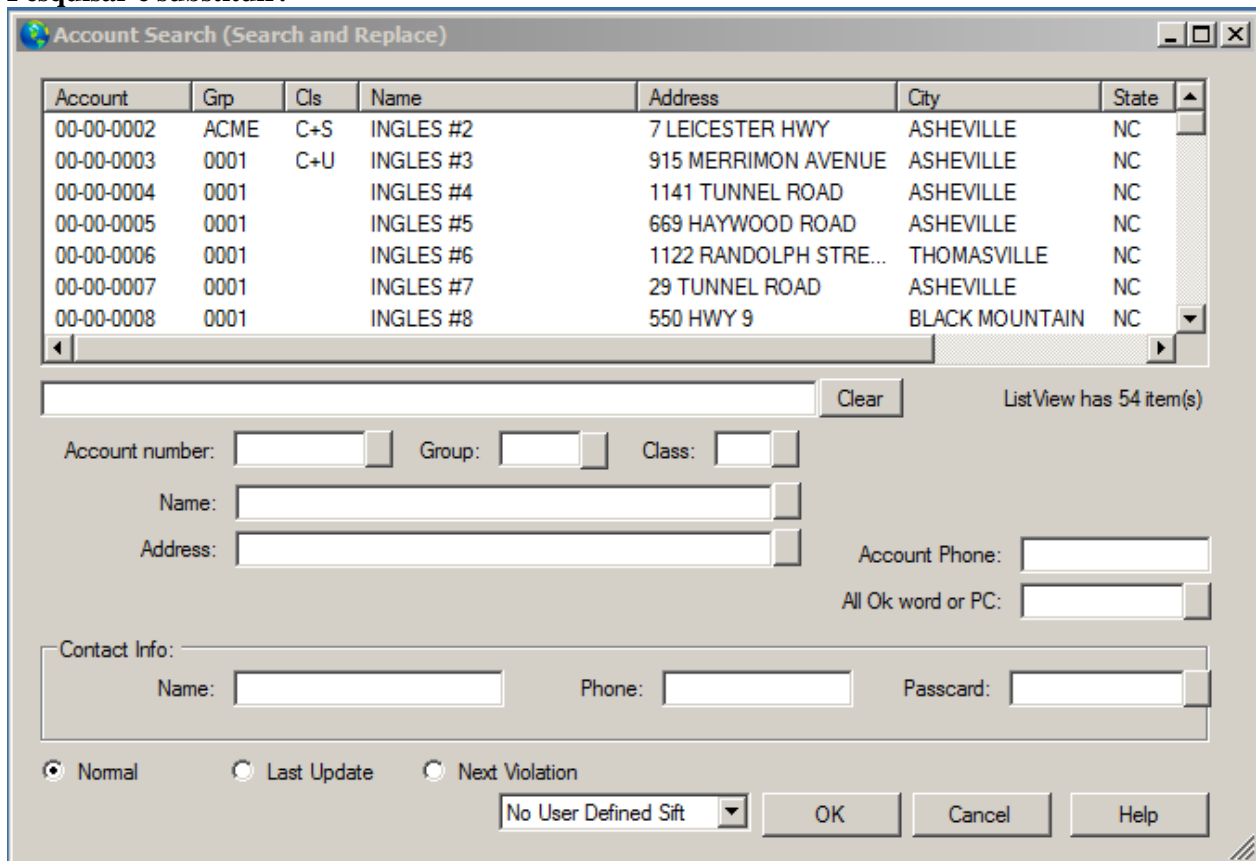 Pesquisar e substituir:
Account Search (Search and Replace)
Account Grp Cls Name Address City State
00-00-0002 ACME C+S INGLES #2 7 LEICESTER HWY ASHEVILLE NC
00-00-0003 0001 C+U INGLES #3 915 MERRIMON AVENUE ASHEVILLE NC
00-00-0004 0001 INGLES #4 1141 TUNNEL ROAD ASHEVILLE NC
00-00-0005 0001 INGLES #5 669 HAYWOOD ROAD ASHEVILLE NC
00-00-0006 0001 INGLES #6 1122 RANDOLPH STRE... THOMASVILLE NC
00-00-0007 0001 INGLES #7 29 TUNNEL ROAD ASHEVILLE NC
00-00-0008 0001 INGLES #8 550 HWY 9 BLACK MOUNTAIN NC
Clear ListView has 54 item(s)
Account number: Group: Class:
Name:
Address:
Account Phone:
All Ok word or PC:
Contact Info:
Name: Phone: Passcard:
Normal Last Update Next Violation
No User Defined Sift OK Cancel Help